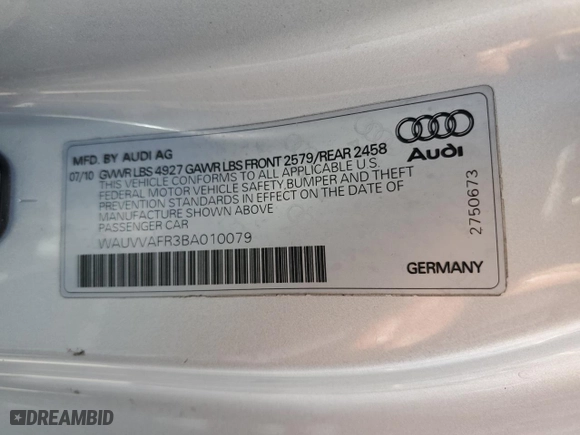 MFD. BY AUDI AG
07/10 GVWR LBS 4927 GAWR LBS FRONT 2579/REAR 2458
THIS VEHICLE CONFORMS TO ALL APPLICABLE U.S.
FEDERAL MOTOR VEHICLE SAFETY,BUMPER AND THEFT
PREVENTION STANDARDS IN EFFECT ON THE DATE OF
MANUFACTURE SHOWN ABOVE
PASSENGER CAR
WAUVVAFR3BA010079
Audi
2750673
GERMANY
DREAMBID